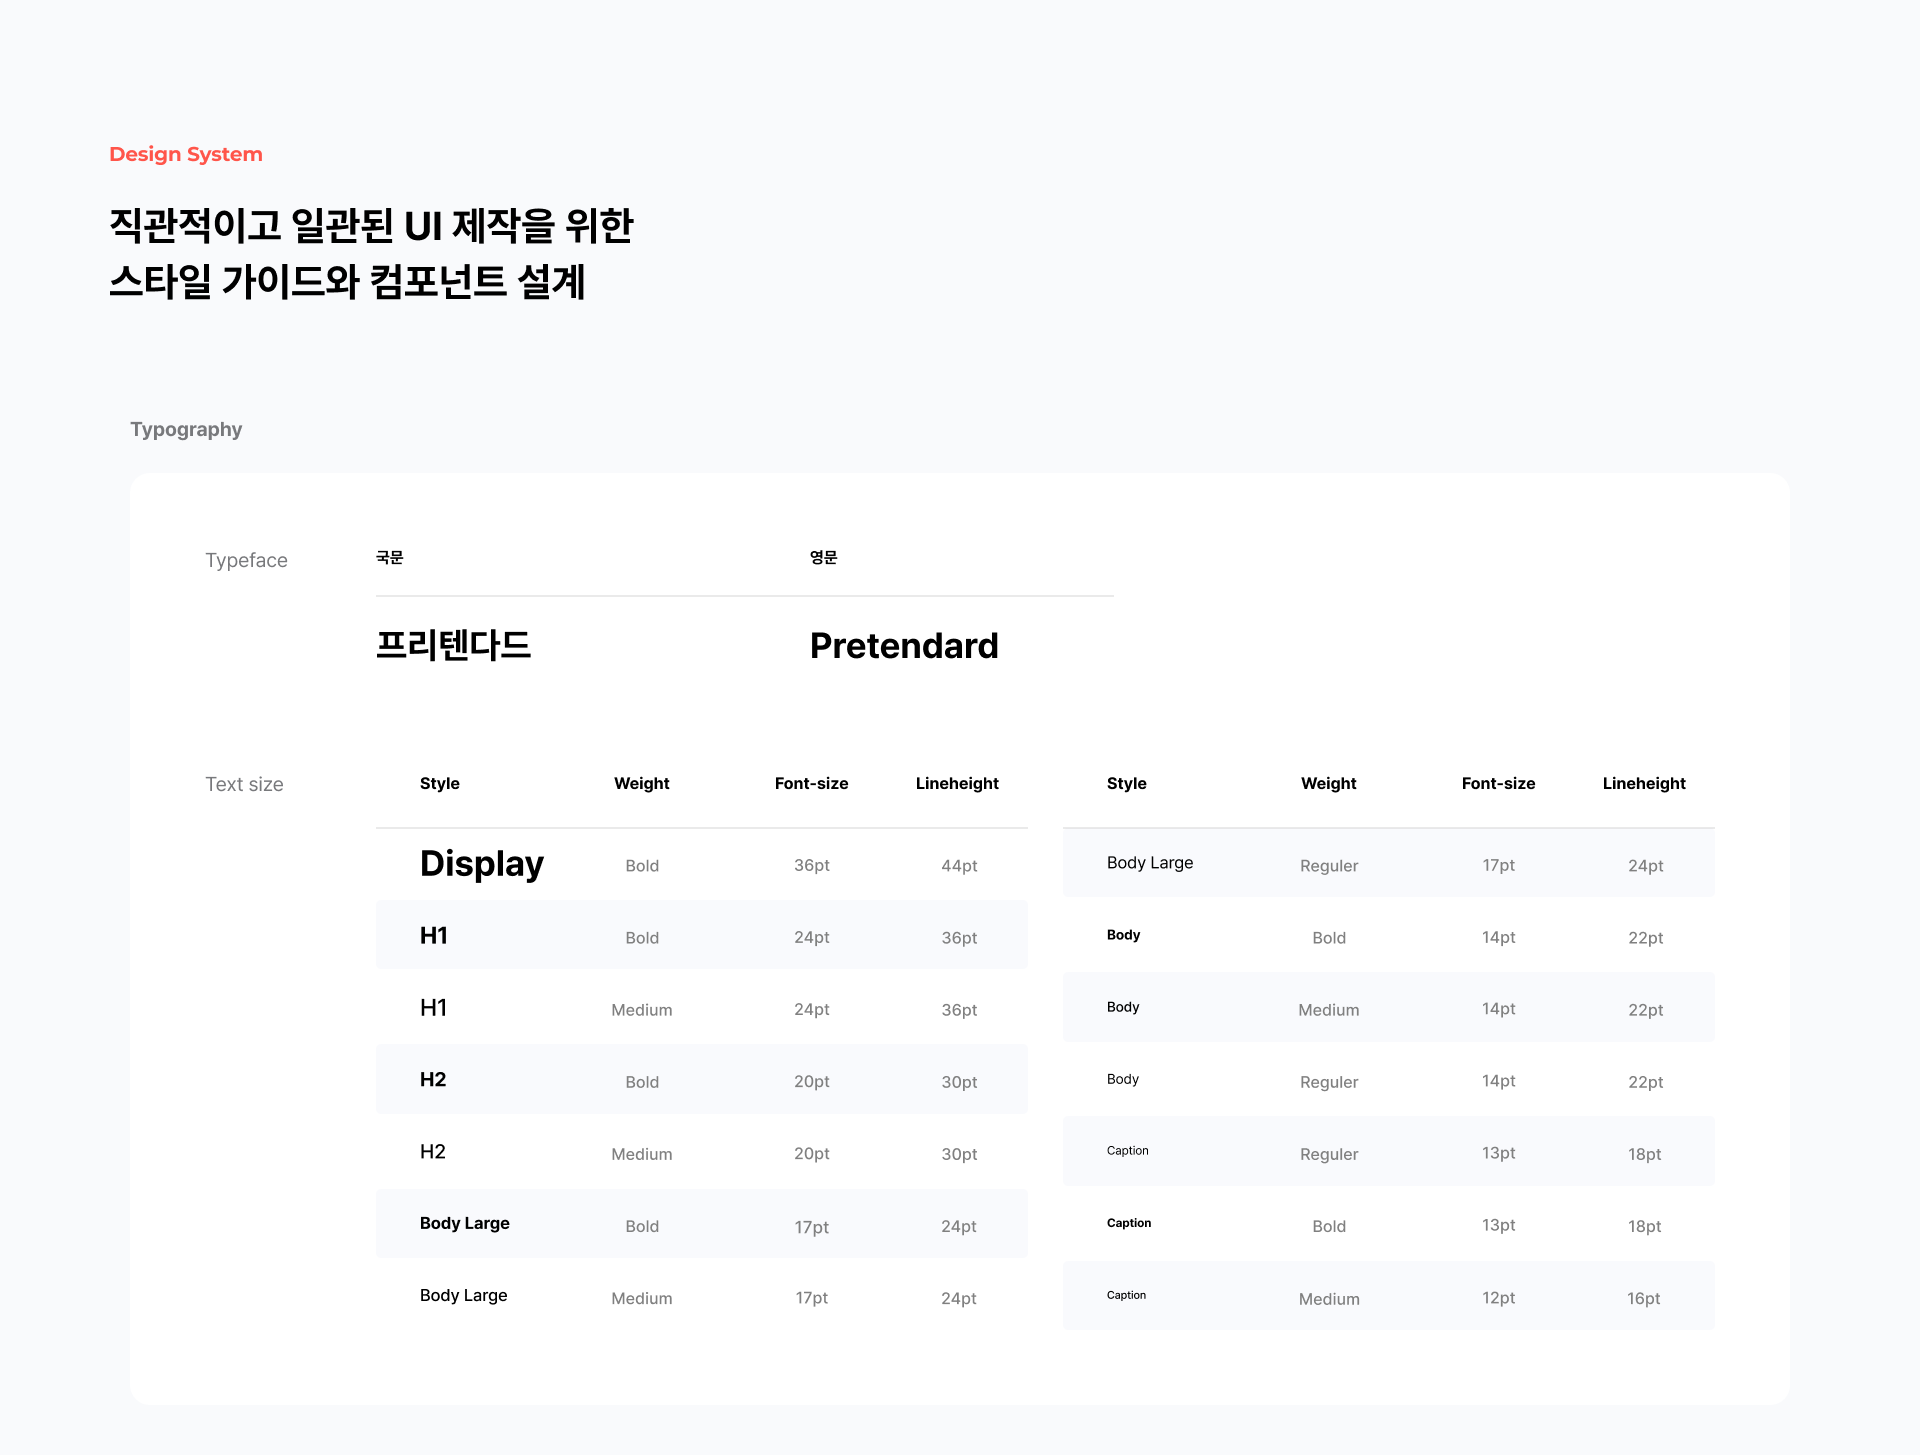 Design System
직관적이고 일관된 UI 제작을 위한
스타일 가이드와 컴포넌트 설계
Typography
Typeface 국문 영문
프리텐다드 Pretendard
Text size Style Weight Font-size Lineheight
Display Bold 36pt 44pt
H1 Bold 24pt 36pt
H1 Medium 24pt 36pt
H2 Bold 20pt 30pt
H2 Medium 20pt 30pt
Body Large Bold 17pt 24pt
Body Large Medium 17pt 24pt
Style Weight Font-size Lineheight
Body Large Reguler 17pt 24pt
Body Bold 14pt 22pt
Body Medium 14pt 22pt
Body Reguler 14pt 22pt
Caption Reguler 13pt 18pt
Caption Bold 13pt 18pt
Caption Medium 12pt 16pt